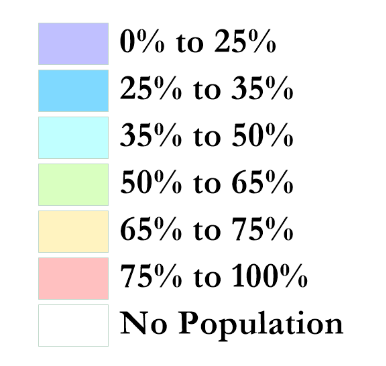 0% to 25%
25% to 35%
35% to 50%
50% to 65%
65% to 75%
75% to 100%
No Population